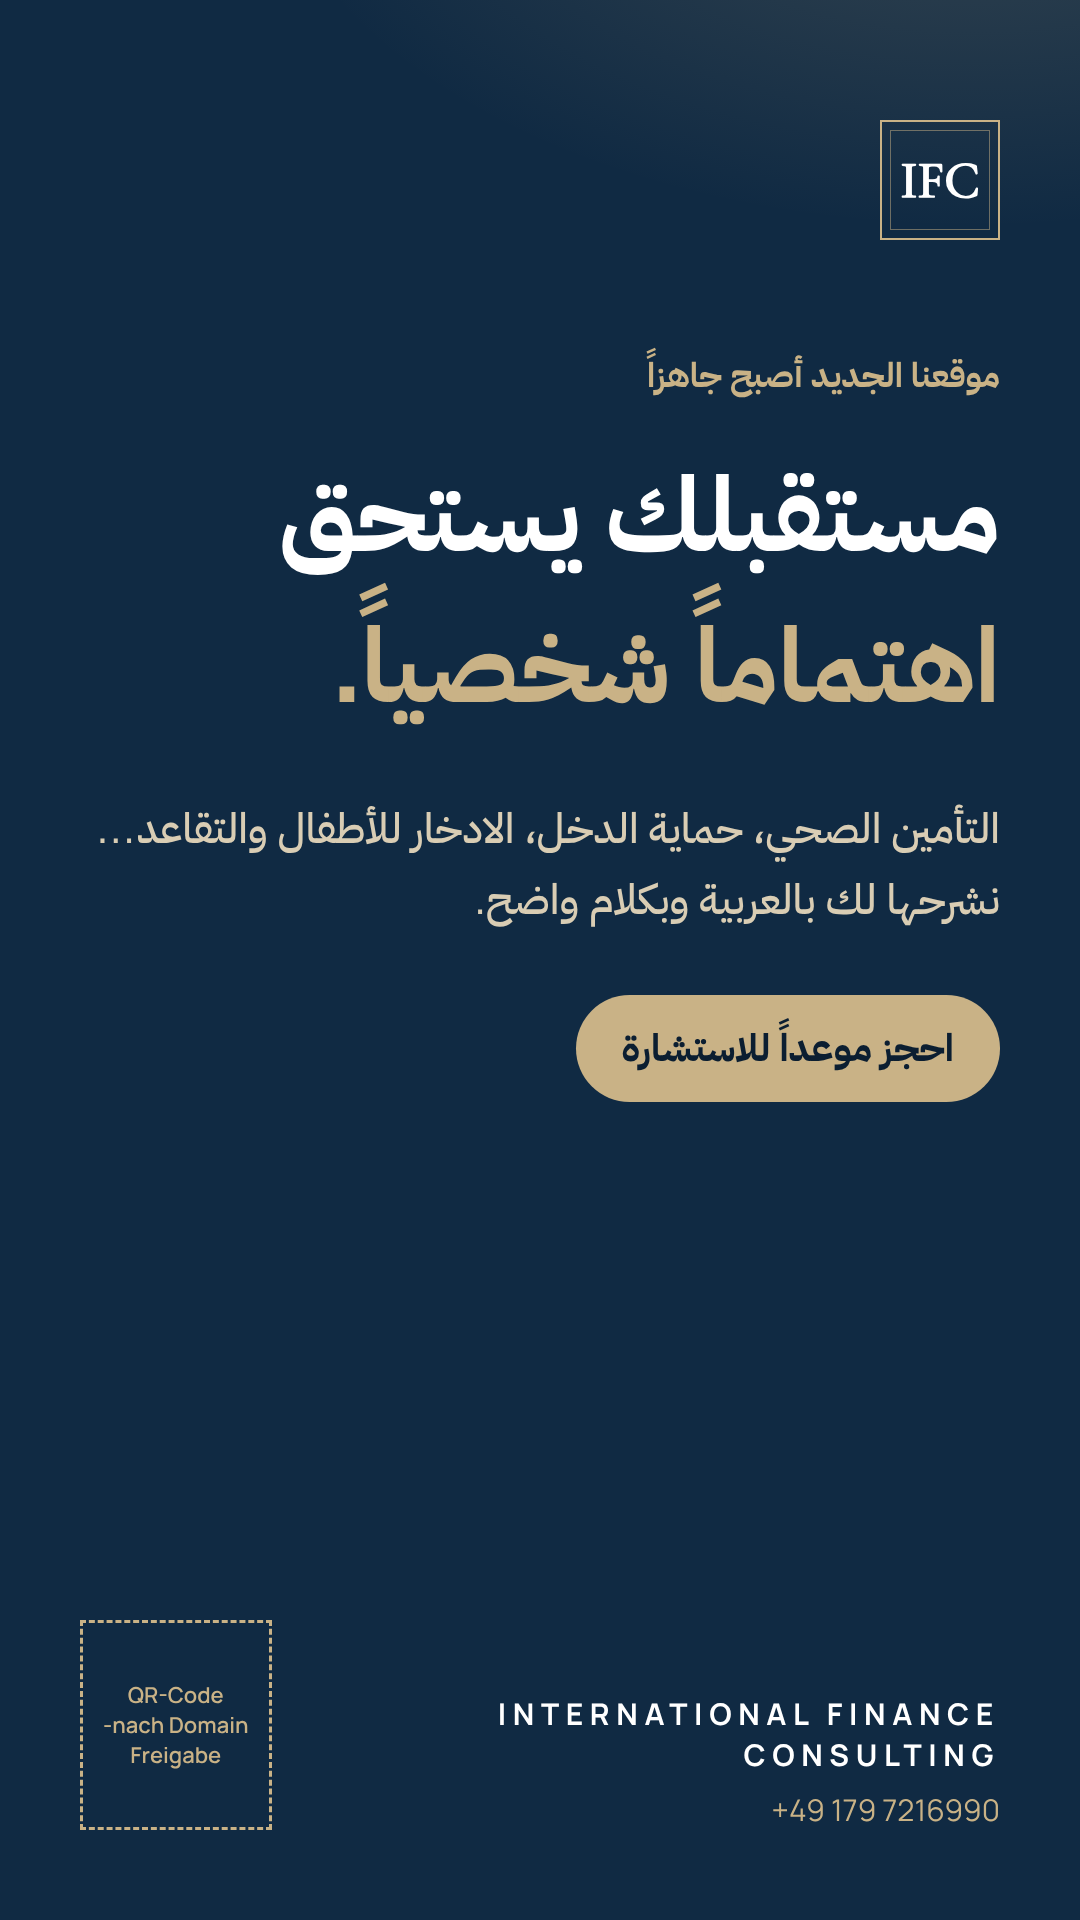 IFC
موقعنا الجديد أصبح جاهزاً
مستقبلك يستحق
اهتماماً شخصياً.
التأمين الصحي، حماية الدخل، الادخار للأطفال والتقاعد…
نشرحها لك بالعربية وبكلام واضح.
احجز موعداً للاستشارة
INTERNATIONAL FINANCE
CONSULTING
+49 179 7216990
QR-Code
-nach Domain
Freigabe